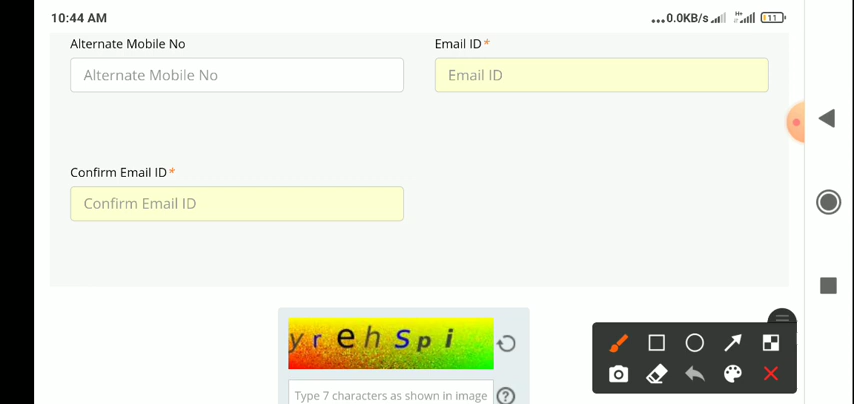 10:44 AM ...0.0KB/s H+ 11
Alternate Mobile No Email ID*
Alternate Mobile No Email ID
Confirm Email ID*
Confirm Email ID
yrehSpi
Type 7 characters as shown in image ?